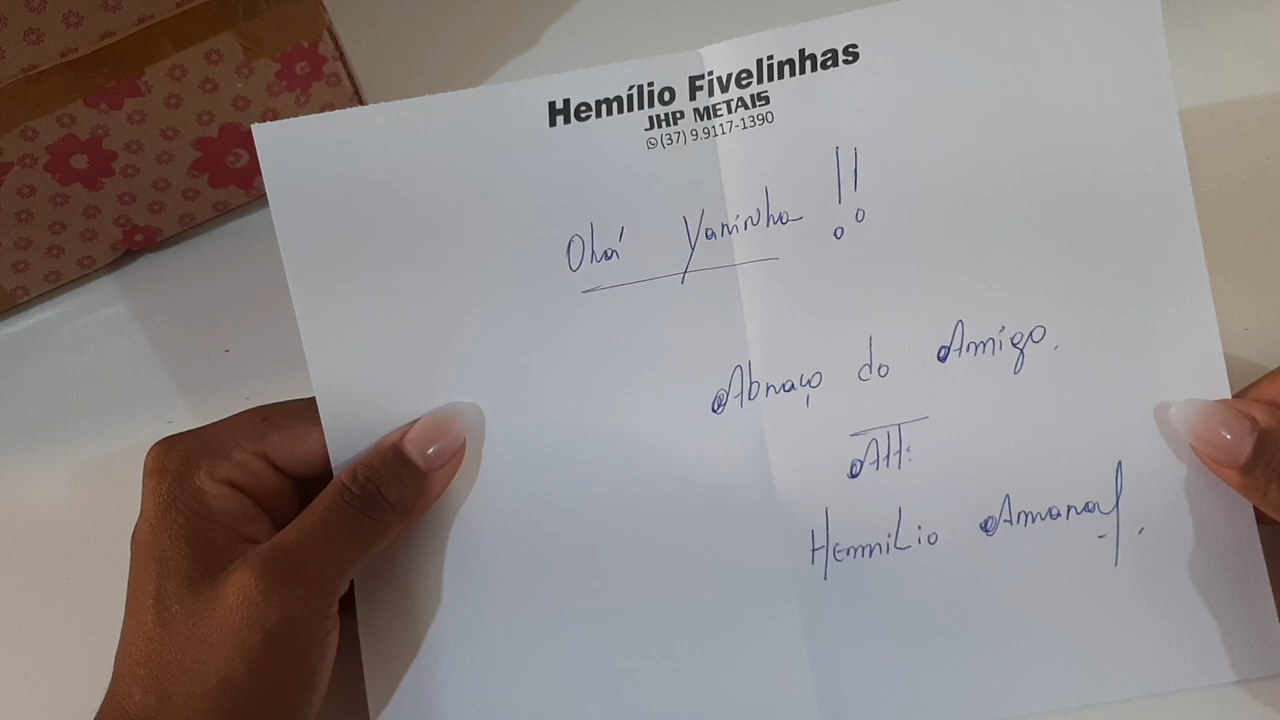 Hemílio Fivelinhas
JHP METAIS
(37) 9.9117-1390
Olá Yaninha !!
Abraço do Amigo.
Att:
Hemilio Amaral.